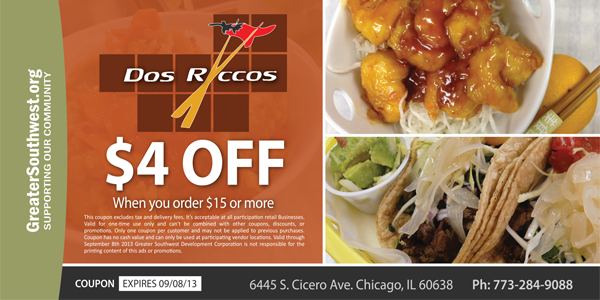 GreaterSouthwest.org
SUPPORTING OUR COMMUNITY
Dos Riccos
$4 OFF
When you order $15 or more
This coupon excludes tax and delivery fees. It's acceptable at all participation retail Businesses.
Valid for one-time use only and can't be combined with other coupons, discounts, or
promotions. Only one coupon per customer and may not be applied to previous purchases.
Coupon has no cash value and can only be used at participating vendor locations. Valid through
September 8th 2013 Greater Southwest Development Corporation is not responsible for the
printing content of this ads or promotions.
COUPON EXPIRES 09/08/13
6445 S. Cicero Ave. Chicago, IL 60638 Ph: 773-284-9088